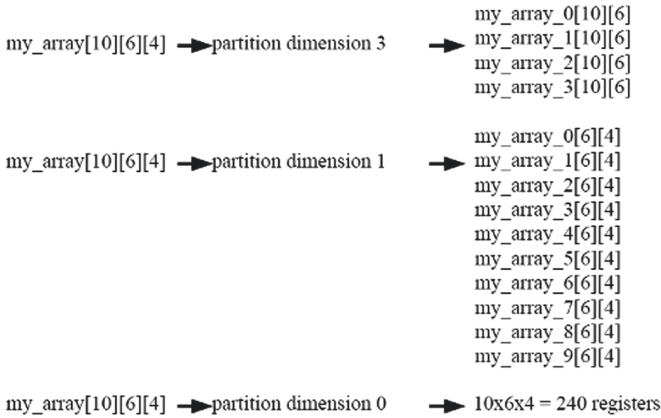 my_array[10][6][4] partition dimension 3 my_array_0[10][6]
my_array_1[10][6]
my_array_2[10][6]
my_array_3[10][6]
my_array[10][6][4] partition dimension 1 my_array_0[6][4]
my_array_1[6][4]
my_array_2[6][4]
my_array_3[6][4]
my_array_4[6][4]
my_array_5[6][4]
my_array_6[6][4]
my_array_7[6][4]
my_array_8[6][4]
my_array_9[6][4]
my_array[10][6][4] partition dimension 0 10x6x4 = 240 registers